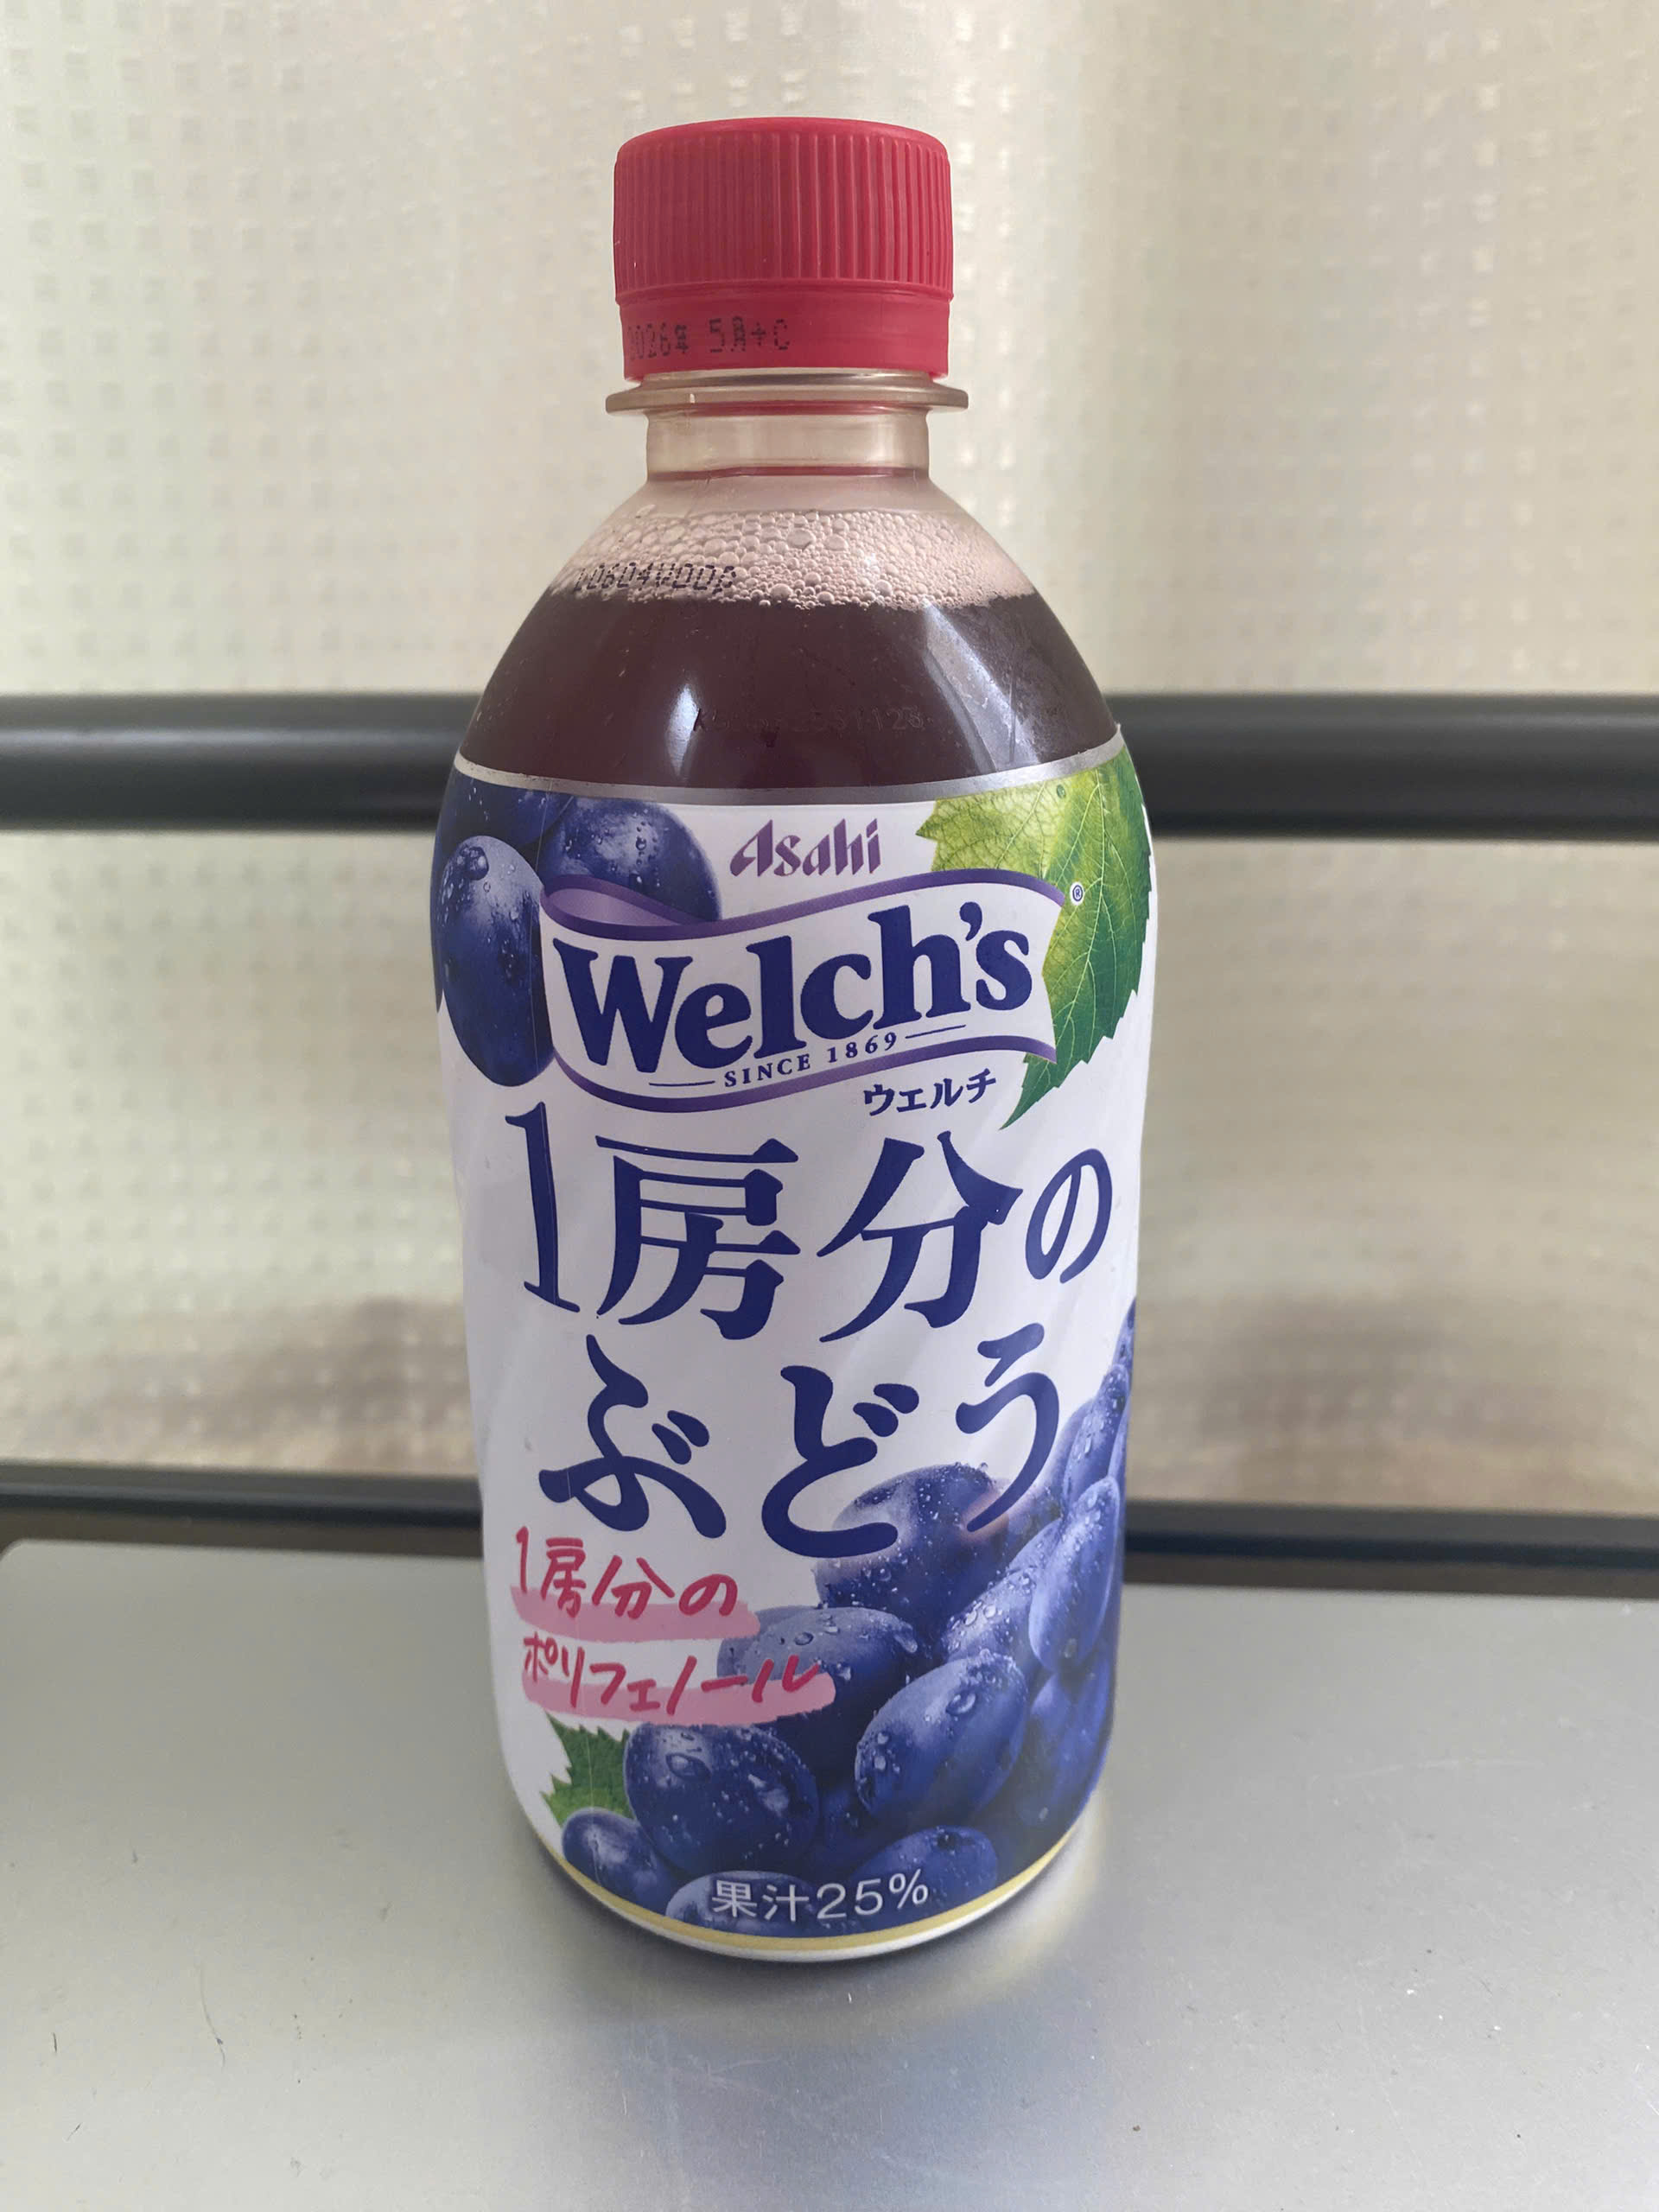 2026年 5月+C
Asahi
Welch's®
SINCE 1869
ウェルチ
1房分の
ぶどう
1房分の
ポリフェノール
果汁25%